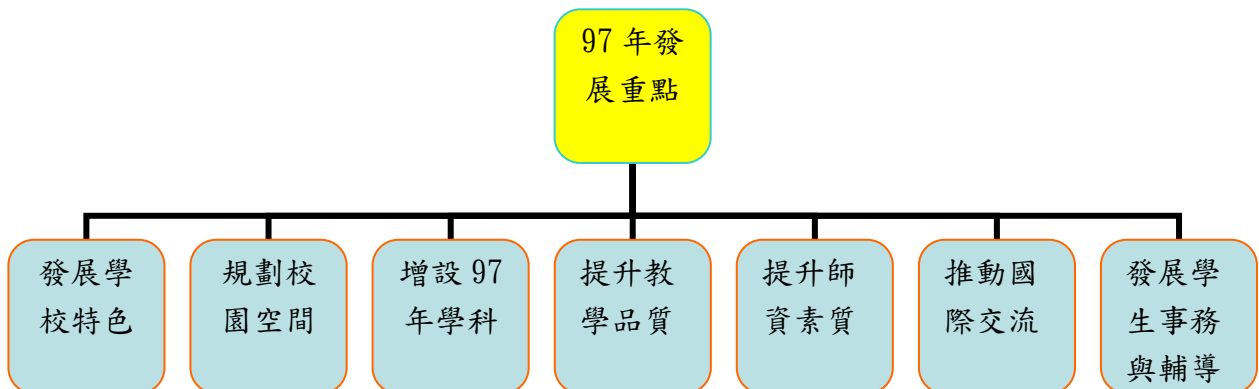 97 年發
展重點
發展學
校特色
規劃校
園空間
增設 97
年學科
提升教
學品質
提升師
資素質
推動國
際交流
發展學
生事務
與輔導